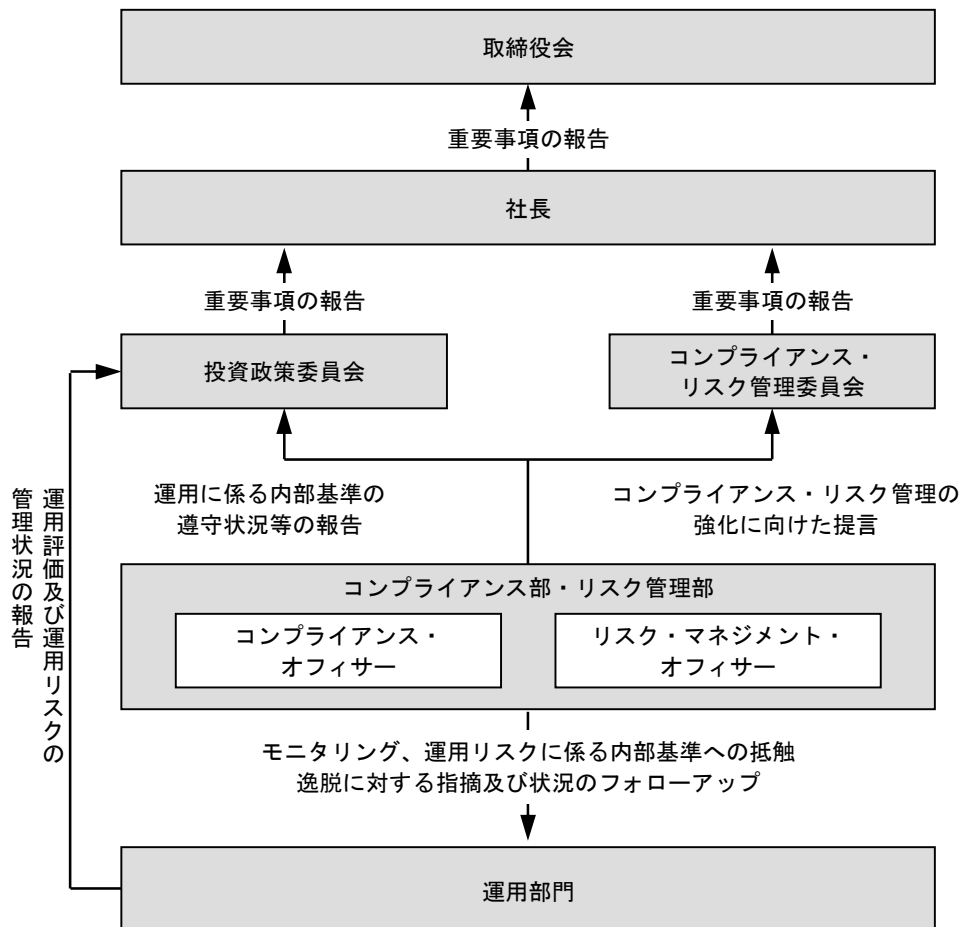 取締役会
重要事項の報告
社長
重要事項の報告
重要事項の報告
投資政策委員会
コンプライアンス・
リスク管理委員会
運用に係る内部基準の
遵守状況等の報告
コンプライアンス・リスク管理の
強化に向けた提言
運用評価及び運用リスクの
管理状況の報告
コンプライアンス部・リスク管理部
コンプライアンス・
オフィサー
リスク・マネジメント・
オフィサー
モニタリング、運用リスクに係る内部基準への抵触
逸脱に対する指摘及び状況のフォローアップ
運用部門